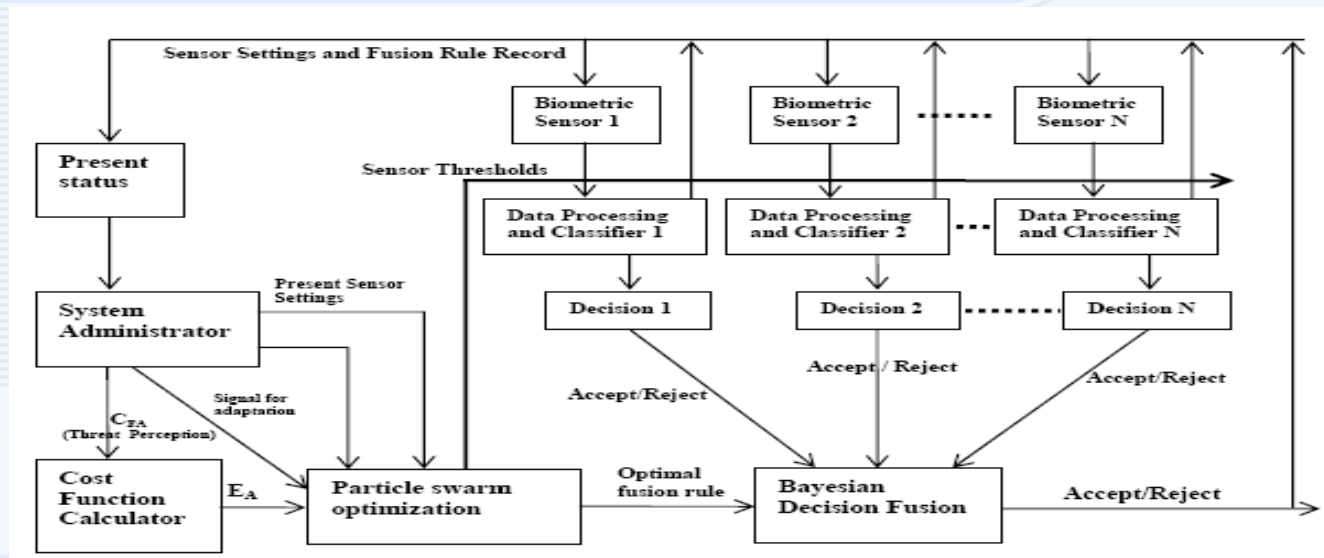 Sensor Settings and Fusion Rule Record
Biometric
Sensor 1
Biometric
Sensor 2
Biometric
Sensor N
Present
status
Sensor Thresholds
Data Processing
and Classifier 1
Data Processing
and Classifier 2
Data Processing
and Classifier N
Present Sensor
Settings
System
Administrator
Decision 1
Decision 2
Decision N
Accept / Reject
Accept/Reject
Accept/Reject
Signal for
adaptation
CFA
(Threat Perception)
Cost
Function
Calculator
EA
Particle swarm
optimization
Optimal
fusion rule
Bayesian
Decision Fusion
Accept/Reject